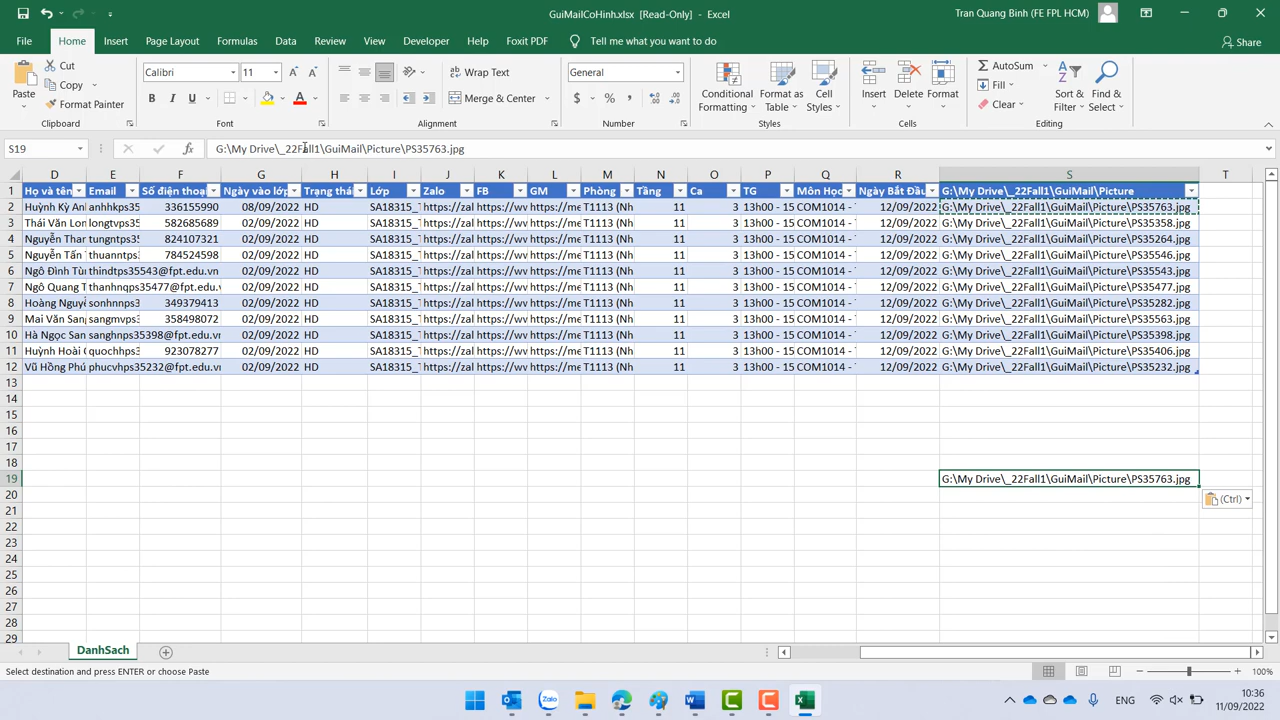 GuiMailCoHinh.xlsx [Read-Only] - Excel
Tran Quang Binh (FE FPL HCM)
File Home Insert Page Layout Formulas Data Review View Developer Help Foxit PDF Tell me what you want to do Share
Paste Cut Copy Format Painter Clipboard
Calibri 11 B I U A Font
Wrap Text Merge & Center Alignment
General $ % , Number
Conditional Formatting Format as Table Cell Styles Styles
Insert Delete Format Cells
AutoSum Fill Clear Sort & Filter Find & Select Editing
S19 fx G:\My Drive\_22Fall1\GuiMail\Picture\PS35763.jpg
D E F G H I J K L M N O P Q R S T
1 Họ và tên Email Số điện thoại Ngày vào lớp Trạng thái Lớp Zalo FB GM Phòng Tầng Ca TG Môn Học Ngày Bắt Đầu G:\My Drive\_22Fall1\GuiMail\Picture
2 Huỳnh Kỳ An anhhkps35 336155990 08/09/2022 HD SA18315_ https://zal https://wv https://me T1113 (Nh 11 3 13h00 - 15 COM1014 - 12/09/2022 G:\My Drive\_22Fall1\GuiMail\Picture\PS35763.jpg
3 Thái Văn Lon longtvps35 582685689 02/09/2022 HD SA18315_ https://zal https://wv https://me T1113 (Nh 11 3 13h00 - 15 COM1014 - 12/09/2022 G:\My Drive\_22Fall1\GuiMail\Picture\PS35358.jpg
4 Nguyễn Than tungntps35 824107321 02/09/2022 HD SA18315_ https://zal https://wv https://me T1113 (Nh 11 3 13h00 - 15 COM1014 - 12/09/2022 G:\My Drive\_22Fall1\GuiMail\Picture\PS35264.jpg
5 Nguyễn Tấn thuanntps 784524598 02/09/2022 HD SA18315_ https://zal https://wv https://me T1113 (Nh 11 3 13h00 - 15 COM1014 - 12/09/2022 G:\My Drive\_22Fall1\GuiMail\Picture\PS35546.jpg
6 Ngô Đình Tù thindtps35543@fpt.edu.vn 02/09/2022 HD SA18315_ https://zal https://wv https://me T1113 (Nh 11 3 13h00 - 15 COM1014 - 12/09/2022 G:\My Drive\_22Fall1\GuiMail\Picture\PS35543.jpg
7 Ngô Quang T thanhnqps35477@fpt.edu.v 02/09/2022 HD SA18315_ https://zal https://wv https://me T1113 (Nh 11 3 13h00 - 15 COM1014 - 12/09/2022 G:\My Drive\_22Fall1\GuiMail\Picture\PS35477.jpg
8 Hoàng Nguyê sonhnnps3 349379413 02/09/2022 HD SA18315_ https://zal https://wv https://me T1113 (Nh 11 3 13h00 - 15 COM1014 - 12/09/2022 G:\My Drive\_22Fall1\GuiMail\Picture\PS35282.jpg
9 Mai Văn Sang sangmvps3 358498072 02/09/2022 HD SA18315_ https://zal https://wv https://me T1113 (Nh 11 3 13h00 - 15 COM1014 - 12/09/2022 G:\My Drive\_22Fall1\GuiMail\Picture\PS35563.jpg
10 Hà Ngọc San sanghnps35398@fpt.edu.vn 02/09/2022 HD SA18315_ https://zal https://wv https://me T1113 (Nh 11 3 13h00 - 15 COM1014 - 12/09/2022 G:\My Drive\_22Fall1\GuiMail\Picture\PS35398.jpg
11 Huỳnh Hoài quochhps3 923078277 02/09/2022 HD SA18315_ https://zal https://wv https://me T1113 (Nh 11 3 13h00 - 15 COM1014 - 12/09/2022 G:\My Drive\_22Fall1\GuiMail\Picture\PS35406.jpg
12 Vũ Hồng Phú phucvhps35232@fpt.edu.vn 02/09/2022 HD SA18315_ https://zal https://wv https://me T1113 (Nh 11 3 13h00 - 15 COM1014 - 12/09/2022 G:\My Drive\_22Fall1\GuiMail\Picture\PS35232.jpg
13
14
15
16
17
18
19 G:\My Drive\_22Fall1\GuiMail\Picture\PS35763.jpg
20 (Ctrl)
21
22
23
24
25
26
27
28
29
DanhSach
Select destination and press ENTER or choose Paste 100%
Zalo ENG 10:36
11/09/2022